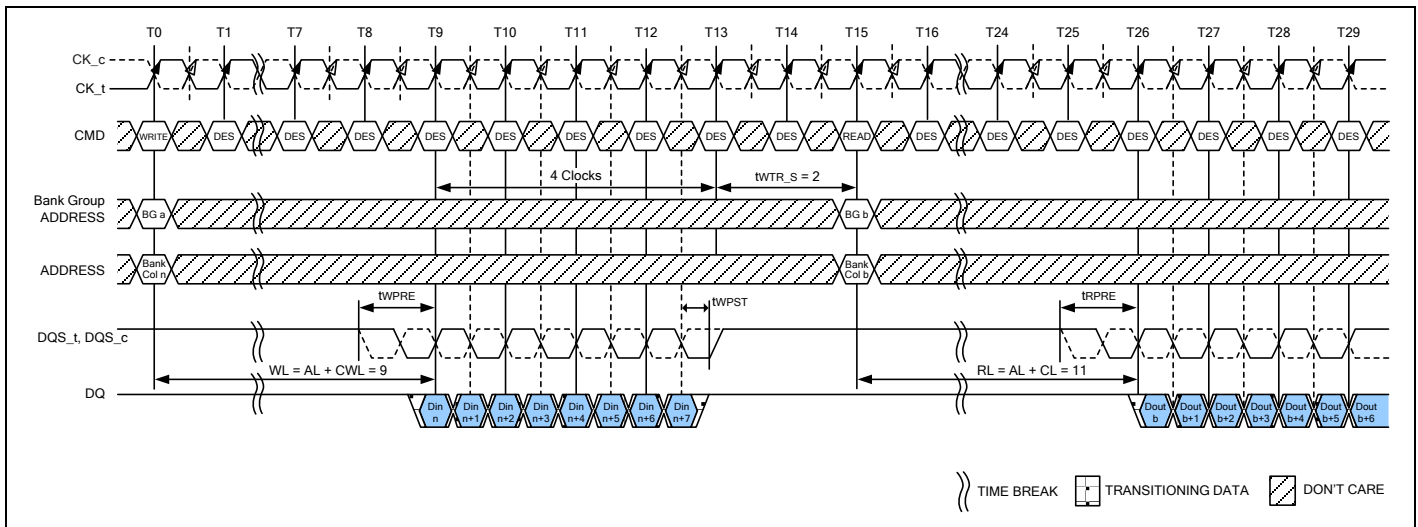 T0 T1 T7 T8 T9 T10 T11 T12 T13 T14 T15 T16 T24 T25 T26 T27 T28 T29
CK_c
CK_t
CMD WRITE DES DES DES DES DES DES DES DES DES READ DES DES DES DES DES DES DES
4 Clocks tWTR_S = 2
Bank Group
ADDRESS BG a BG b
ADDRESS Bank Col n Bank Col b
tWPRE tWPST tRPRE
DQS_t, DQS_c
WL = AL + CWL = 9 RL = AL + CL = 11
DQ
Din n Din n+1 Din n+2 Din n+3 Din n+4 Din n+5 Din n+6 Din n+7 Dout b Dout b+1 Dout b+2 Dout b+3 Dout b+4 Dout b+5 Dout b+6
TIME BREAK TRANSITIONING DATA DON'T CARE